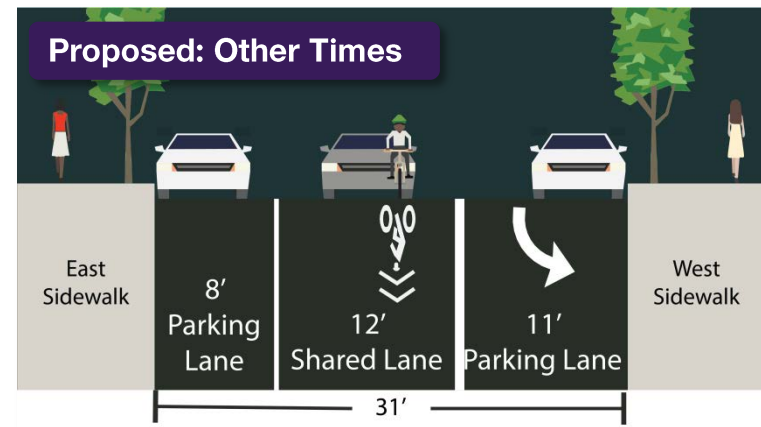 Proposed: Other Times
East
Sidewalk
8’
Parking
Lane
12’
Shared Lane
11’
Parking Lane
West
Sidewalk
31’